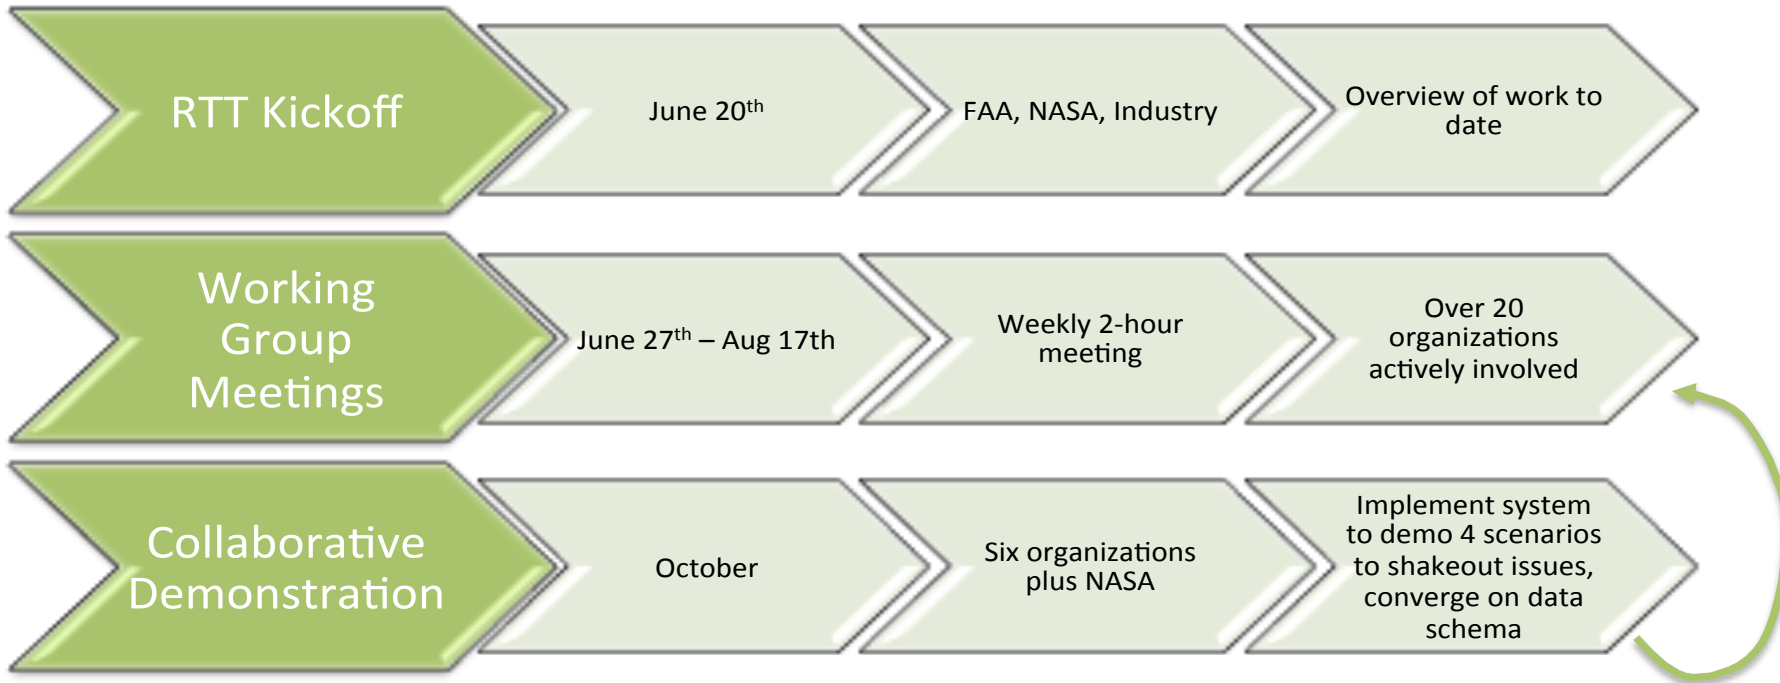 RTT Kickoff
June 20th
FAA, NASA, Industry
Overview of work to
date
Working
Group
Meetings
June 27th – Aug 17th
Weekly 2-hour
meeting
Over 20
organizations
actively involved
Collaborative
Demonstration
October
Six organizations
plus NASA
Implement system
to demo 4 scenarios
to shakeout issues,
converge on data
schema